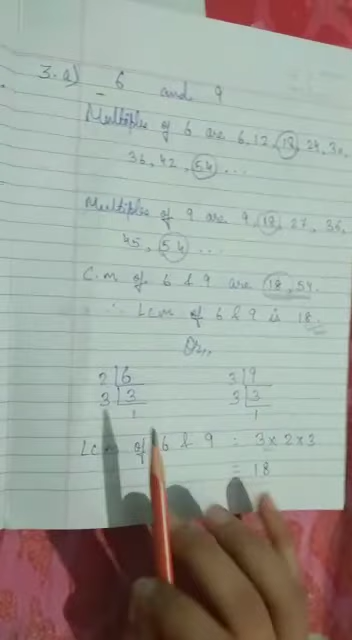 3. a) 6 and 9
Multiples of 6 are 6, 12, 18, 24, 30,
36, 42, 54 ...
Multiples of 9 are 9, 18, 27, 36,
45, 54 ...
C.m of 6 & 9 are 18, 54.
∴ Lcm of 6 & 9 is 18.
Or,
2 6 3 9
3 3 3 3
1 1
Lcm of 6 & 9 = 3 x 2 x 3
= 18